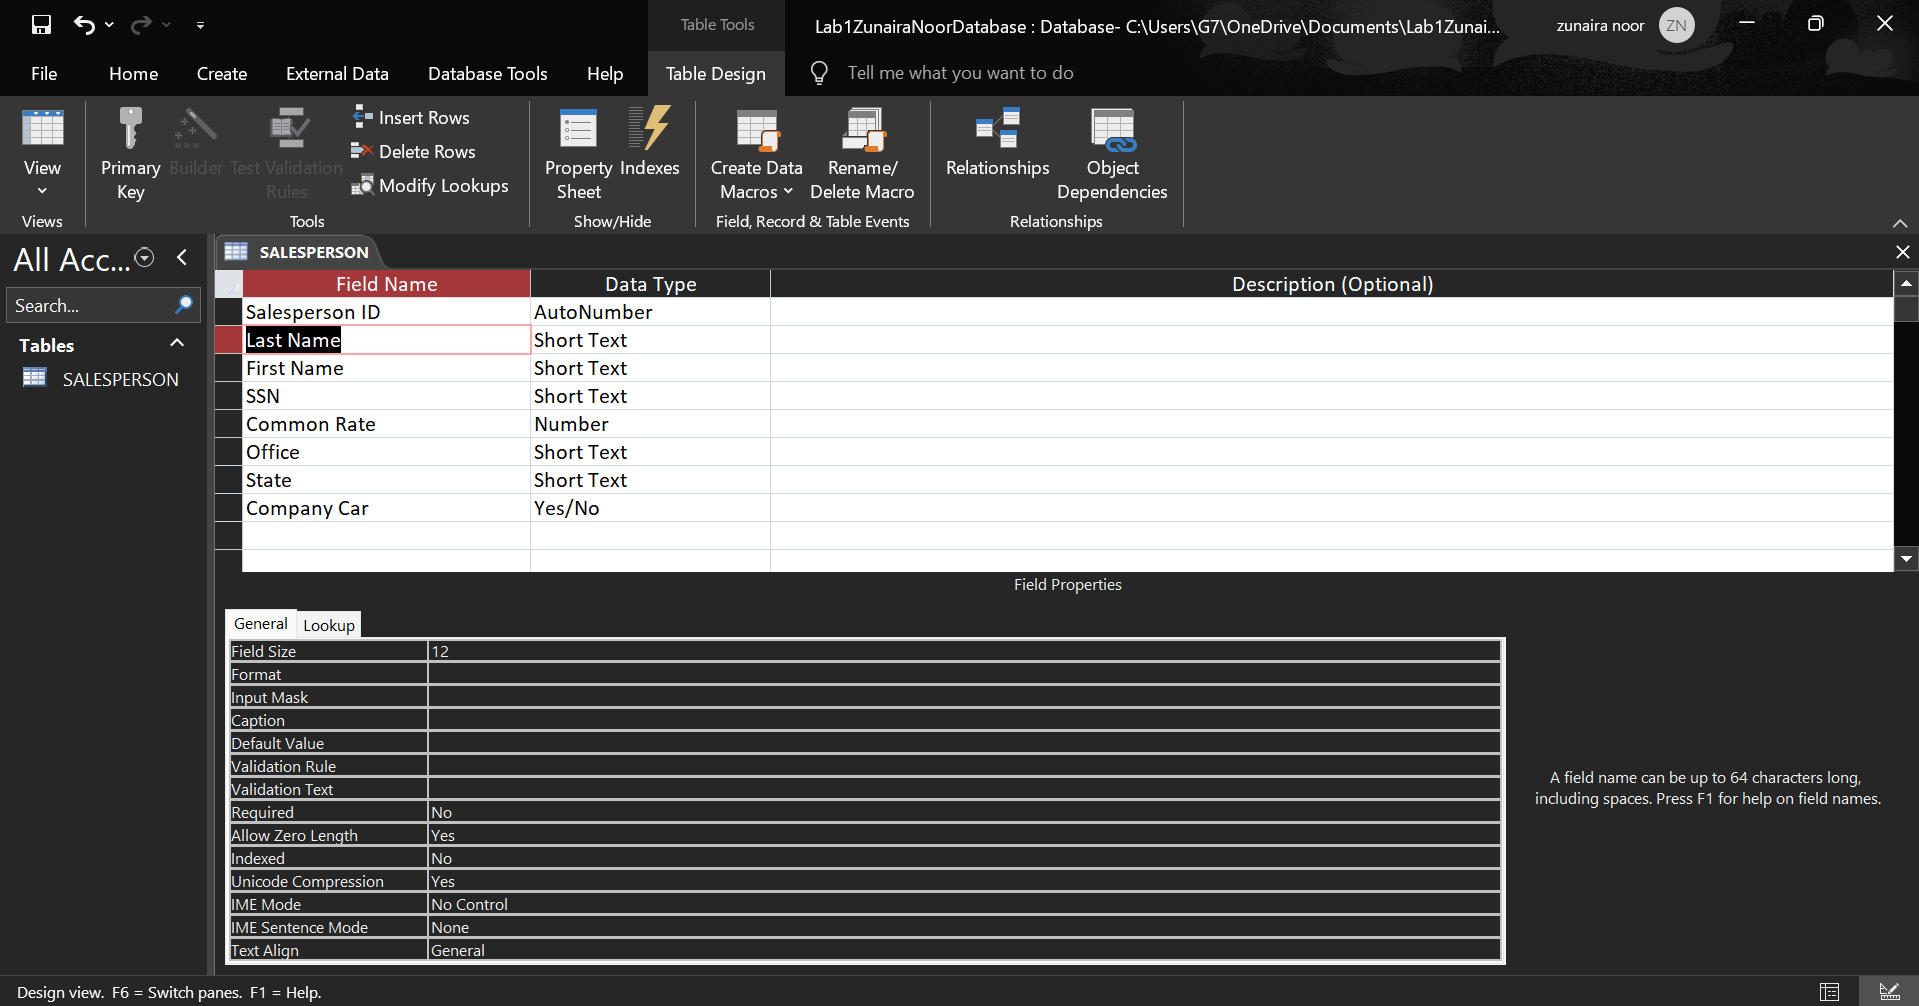 Table Tools
Lab1ZunairaNoorDatabase : Database- C:\Users\G7\OneDrive\Documents\Lab1Zunai...
zunaira noor
ZN
File
Home
Create
External Data
Database Tools
Help
Table Design
Tell me what you want to do
View
Primary Key
Builder
Test Validation Rules
Insert Rows
Delete Rows
Modify Lookups
Property Sheet
Indexes
Create Data Macros
Rename/ Delete Macro
Relationships
Object Dependencies
Views
Tools
Show/Hide
Field, Record & Table Events
Relationships
All Acc...
Search...
Tables
SALESPERSON
SALESPERSON
Field Name Data Type Description (Optional)
Salesperson ID AutoNumber
Last Name Short Text
First Name Short Text
SSN Short Text
Common Rate Number
Office Short Text
State Short Text
Company Car Yes/No
Field Properties
General Lookup
Field Size 12
Format
Input Mask
Caption
Default Value
Validation Rule
Validation Text
Required No
Allow Zero Length Yes
Indexed No
Unicode Compression Yes
IME Mode No Control
IME Sentence Mode None
Text Align General
A field name can be up to 64 characters long,
including spaces. Press F1 for help on field names.
Design view. F6 = Switch panes. F1 = Help.